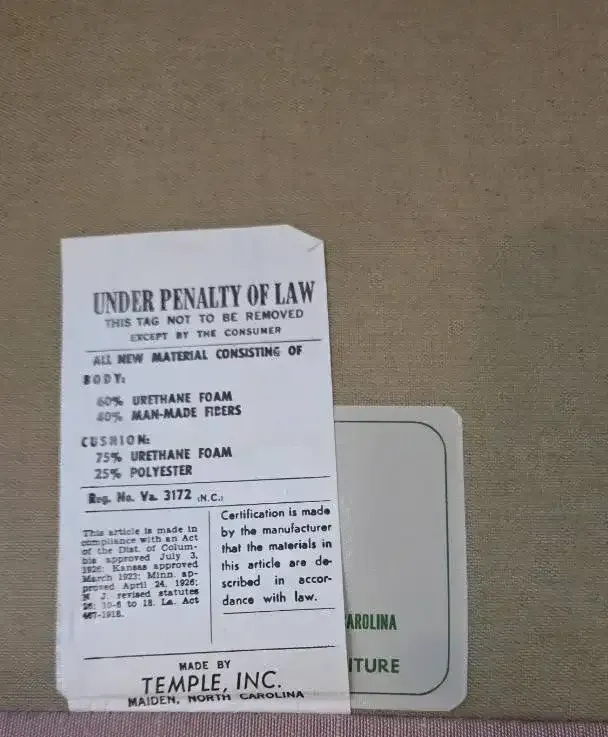 UNDER PENALTY OF LAW
THIS TAG NOT TO BE REMOVED
EXCEPT BY THE CONSUMER
ALL NEW MATERIAL CONSISTING OF
BODY:
60% URETHANE FOAM
40% MAN-MADE FIBERS
CUSHION:
75% URETHANE FOAM
25% POLYESTER
Reg. No. Va. 3172 (N.C.)
This article is made in
compliance with an Act
of the Dist. of Colum-
bia approved July 3,
1926; Kansas approved
March 1923; Minn. ap-
proved April 24, 1926;
N. J. revised statutes
26: 10-6 to 18. La. Act
467-1918.
Certification is made
by the manufacturer
that the materials in
this article are de-
scribed in accor-
dance with law.
MADE BY
TEMPLE, INC.
MAIDEN, NORTH CAROLINA
AROLINA
ITURE